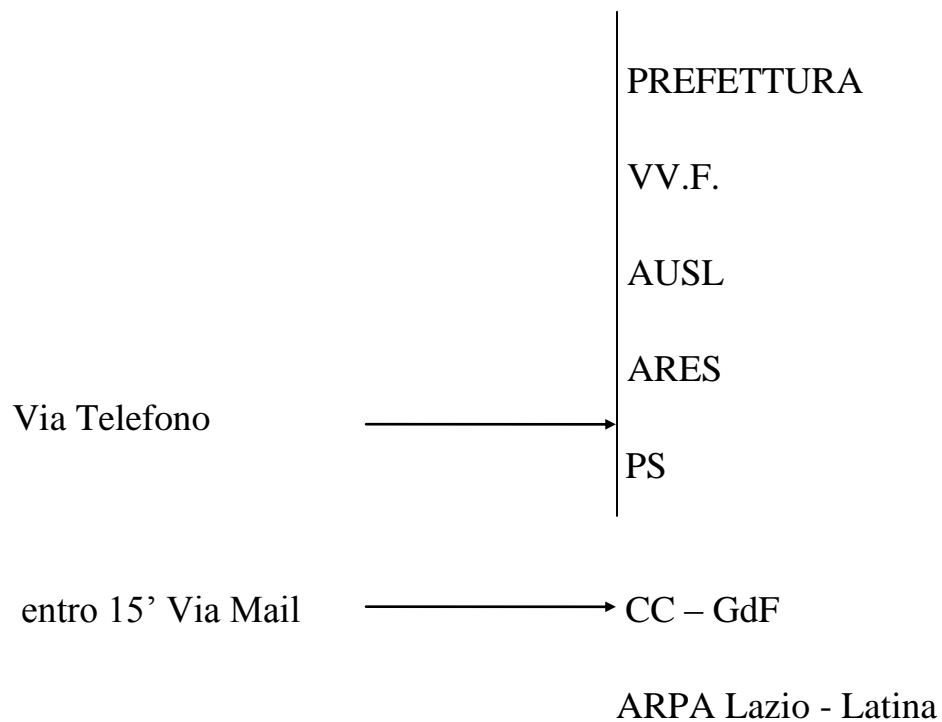 PREFETTURA
VV.F.
AUSL
ARES
Via Telefono
PS
entro 15’ Via Mail
CC – GdF
ARPA Lazio - Latina